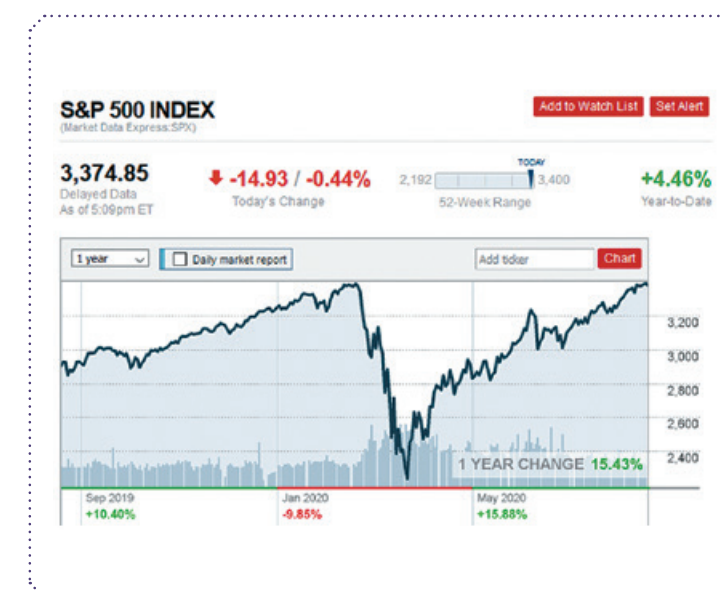 S&P 500 INDEX
(Market Data Express:SPX)
Add to Watch List
Set Alert
3,374.85
Delayed Data
As of 5:09pm ET
-14.93 / -0.44%
Today's Change
TODAY
2,192
3,400
52-Week Range
+4.46%
Year-to-Date
1 year
Daily market report
Add ticker
Chart
3,200
3,000
2,800
2,600
2,400
1 YEAR CHANGE 15.43%
Sep 2019
+10.40%
Jan 2020
-9.85%
May 2020
+15.88%